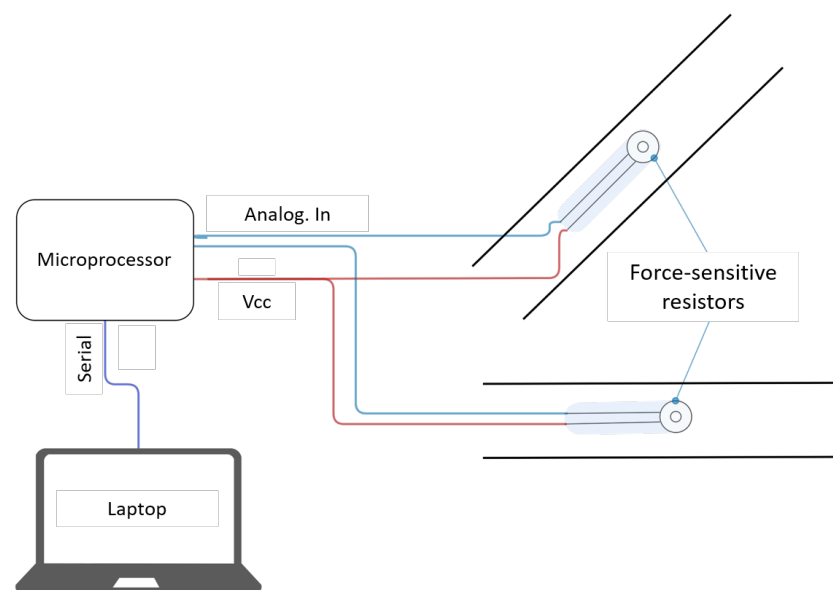 Analog. In
Microprocessor
Vcc
Force-sensitive
resistors
Serial
Laptop